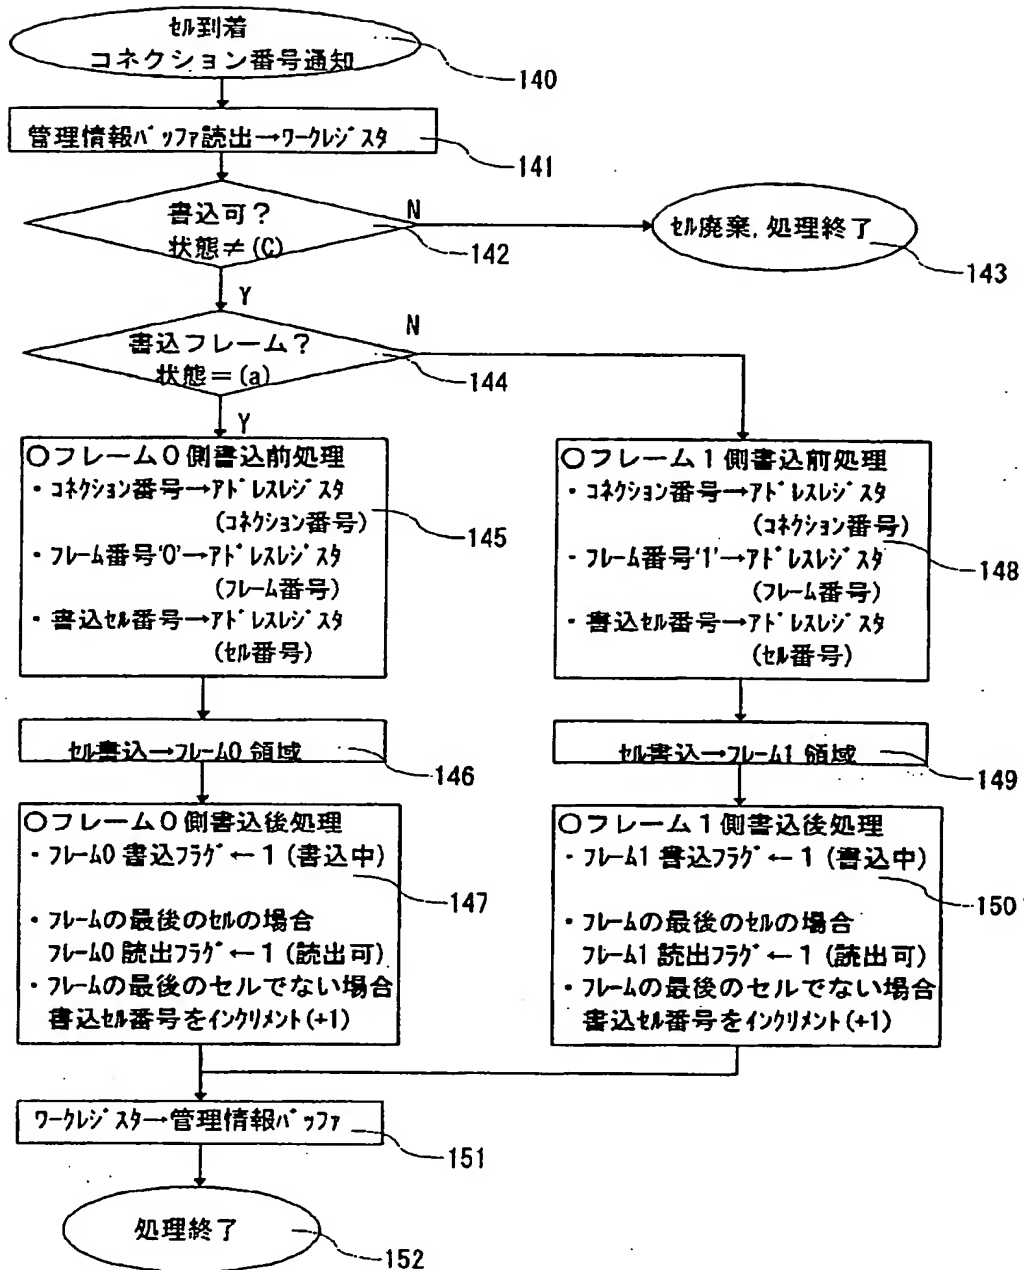 ｾﾙ到着
コネクション番号通知
140
管理情報ﾊﾞｯﾌｧ読出→ﾜｰｸﾚｼﾞｽﾀ
141
書込可？
状態≠(C)
N
142
ｾﾙ廃棄,処理終了
143
Y
書込フレーム？
状態＝(a)
N
144
Y
○フレーム０側書込前処理
・ｺﾈｸｼｮﾝ番号→ｱﾄﾞﾚｽﾚｼﾞｽﾀ
(ｺﾈｸｼｮﾝ番号)
・ﾌﾚｰﾑ番号'0'→ｱﾄﾞﾚｽﾚｼﾞｽﾀ
(ﾌﾚｰﾑ番号)
・書込ｾﾙ番号→ｱﾄﾞﾚｽﾚｼﾞｽﾀ
(ｾﾙ番号)
145
○フレーム１側書込前処理
・ｺﾈｸｼｮﾝ番号→ｱﾄﾞﾚｽﾚｼﾞｽﾀ
(ｺﾈｸｼｮﾝ番号)
・ﾌﾚｰﾑ番号'1'→ｱﾄﾞﾚｽﾚｼﾞｽﾀ
(ﾌﾚｰﾑ番号)
・書込ｾﾙ番号→ｱﾄﾞﾚｽﾚｼﾞｽﾀ
(ｾﾙ番号)
148
ｾﾙ書込→ﾌﾚｰﾑ0 領域
146
ｾﾙ書込→ﾌﾚｰﾑ1 領域
149
○フレーム０側書込後処理
・ﾌﾚｰﾑ0 書込ﾌﾗｸﾞ←１(書込中)
・ﾌﾚｰﾑの最後のｾﾙの場合
ﾌﾚｰﾑ0 読出ﾌﾗｸﾞ←１(読出可)
・ﾌﾚｰﾑの最後のセルでない場合
書込ｾﾙ番号をｲﾝｸﾘﾒﾝﾄ(+1)
147
○フレーム１側書込後処理
・ﾌﾚｰﾑ1 書込ﾌﾗｸﾞ←１(書込中)
・ﾌﾚｰﾑの最後のｾﾙの場合
ﾌﾚｰﾑ1 読出ﾌﾗｸﾞ←１(読出可)
・ﾌﾚｰﾑの最後のセルでない場合
書込ｾﾙ番号をｲﾝｸﾘﾒﾝﾄ(+1)
150
ﾜｰｸﾚｼﾞｽﾀ→管理情報ﾊﾞｯﾌｧ
151
処理終了
152